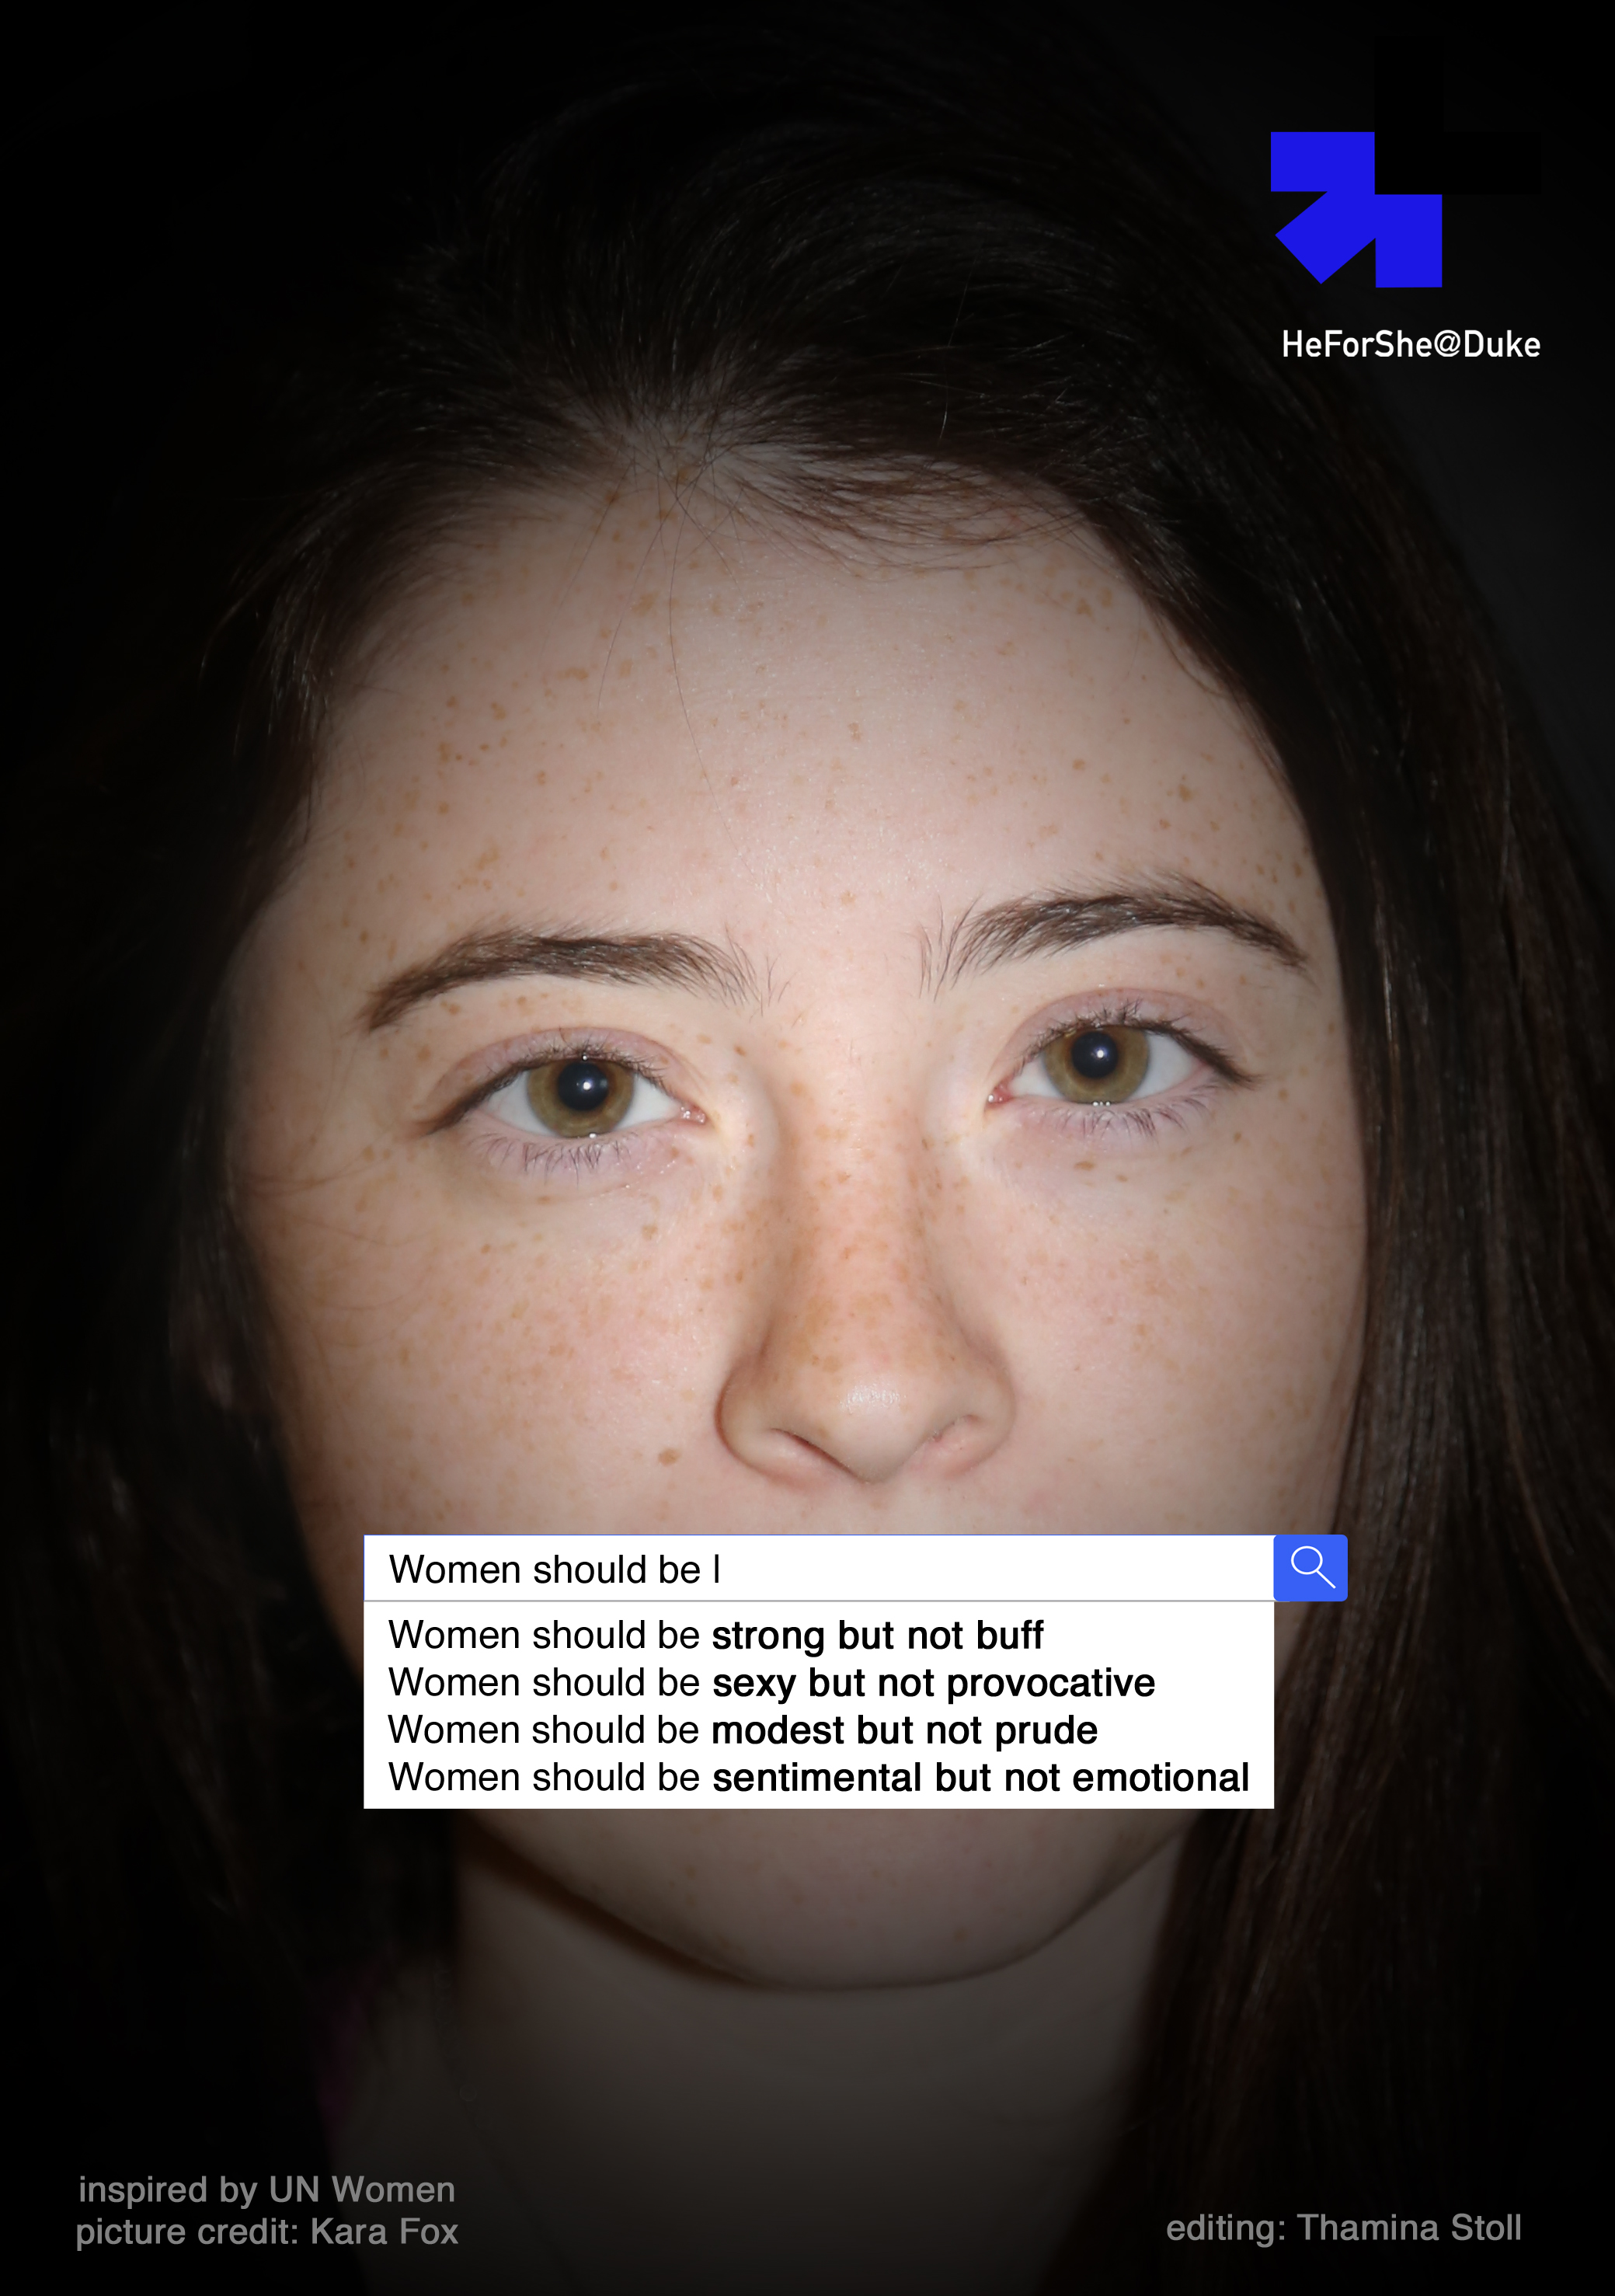 HeForShe@Duke
Women should be |
Women should be strong but not buff
Women should be sexy but not provocative
Women should be modest but not prude
Women should be sentimental but not emotional
inspired by UN Women
picture credit: Kara Fox
editing: Thamina Stoll